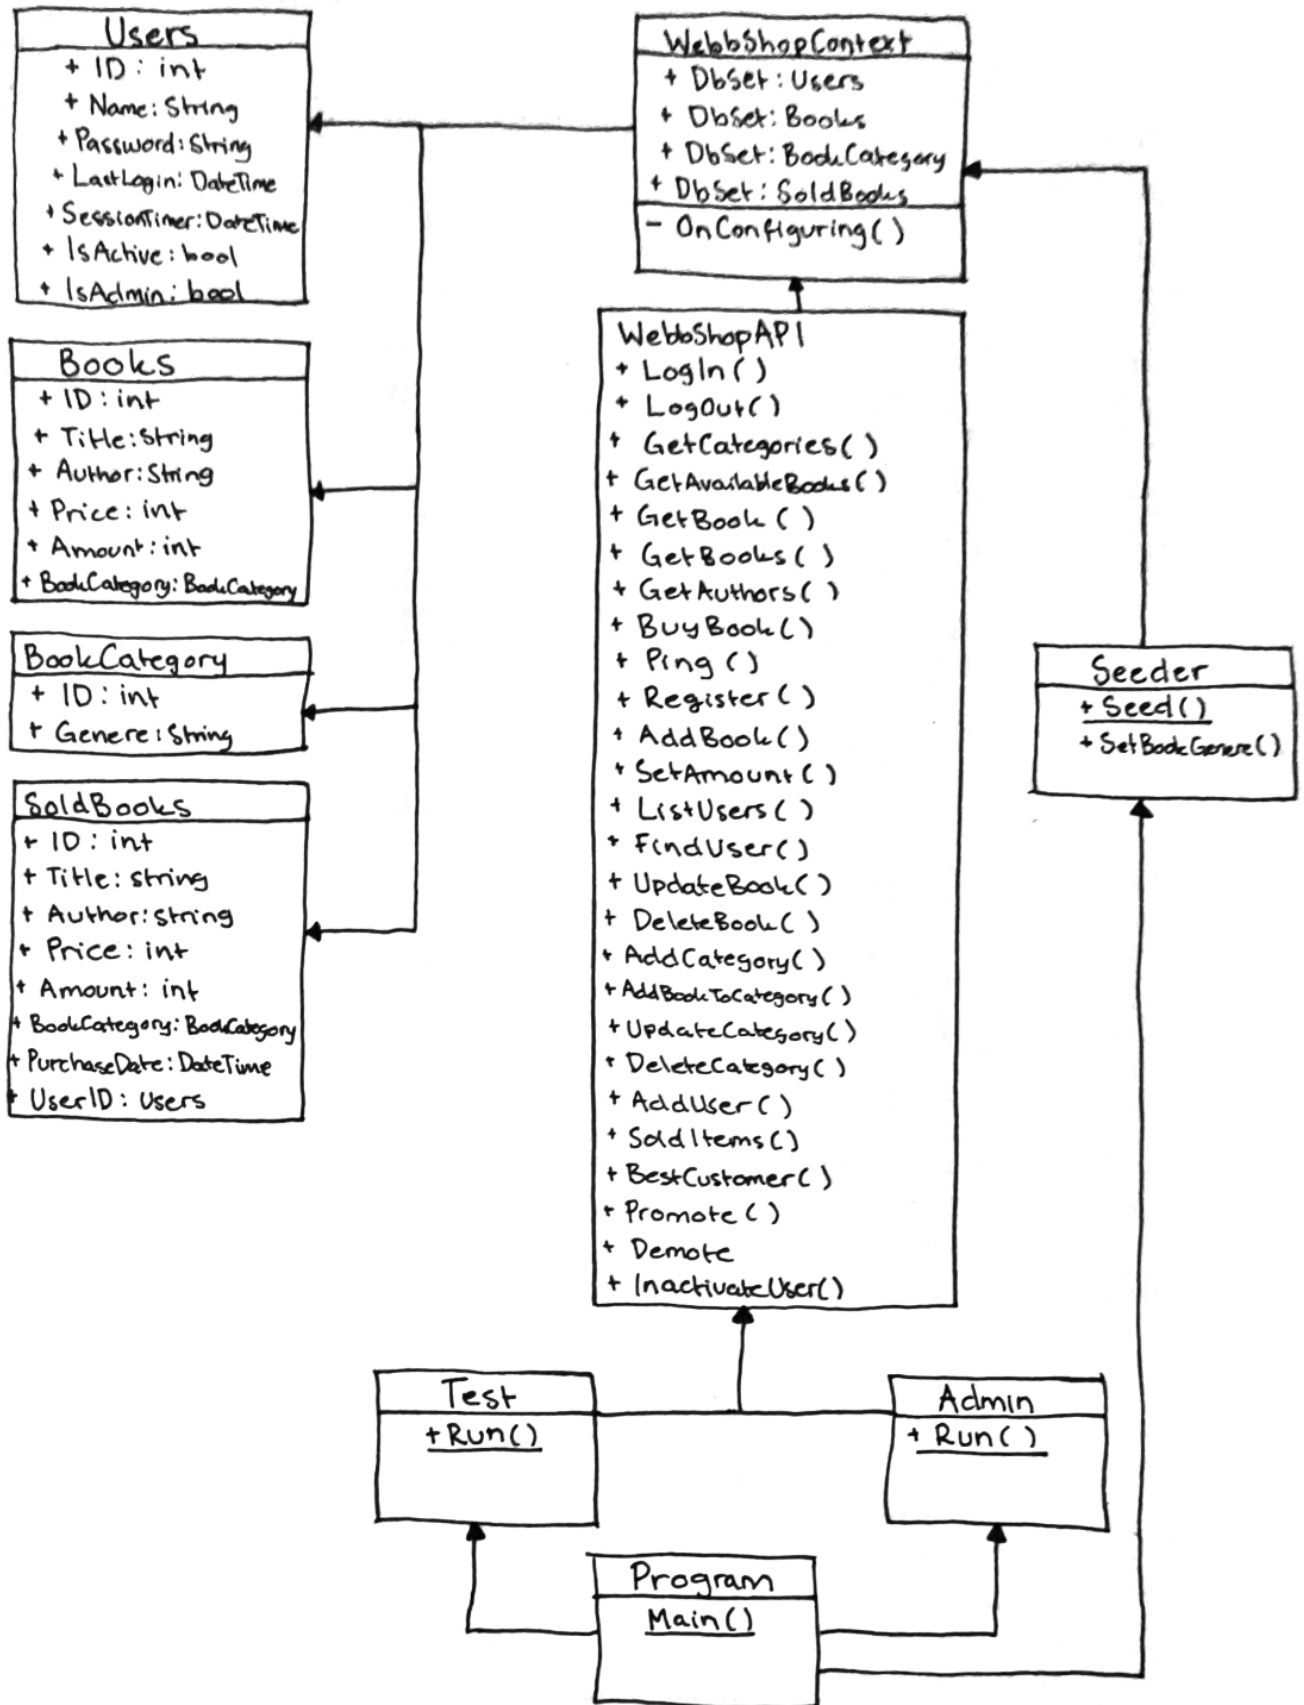 Users
+ ID: int
+ Name: String
+ Password: String
+ LastLogin: DateTime
+ SessionTimer: DateTime
+ IsActive: bool
+ IsAdmin: bool
Books
+ ID: int
+ Title: String
+ Author: String
+ Price: int
+ Amount: int
+ BookCategory: BookCategory
BookCategory
+ ID: int
+ Genere: String
SoldBooks
+ ID: int
+ Title: string
+ Author: string
+ Price: int
+ Amount: int
+ BookCategory: BookCategory
+ PurchaseDate: DateTime
+ UserID: Users
WebbShopContext
+ DbSet: Users
+ DbSet: Books
+ DbSet: BookCategory
+ DbSet: SoldBooks
- OnConfiguring()
WebbShopAPI
+ LogIn()
+ LogOut()
+ GetCategories()
+ GetAvailableBooks()
+ GetBook()
+ GetBooks()
+ GetAuthors()
+ BuyBook()
+ Ping()
+ Register()
+ AddBook()
+ SetAmount()
+ ListUsers()
+ FindUser()
+ UpdateBook()
+ DeleteBook()
+ AddCategory()
+ AddBookToCategory()
+ UpdateCategory()
+ DeleteCategory()
+ AddUser()
+ SoldItems()
+ BestCustomer()
+ Promote()
+ Demote
+ InactivateUser()
Seeder
+ Seed()
+ SetBookGenere()
Test
+ Run()
Admin
+ Run()
Program
Main()